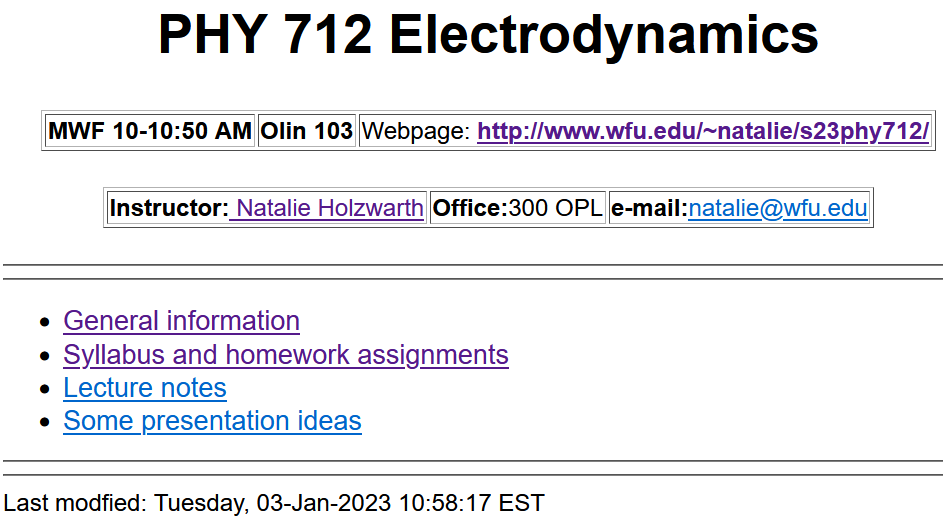 PHY 712 Electrodynamics
MWF 10-10:50 AM Olin 103 Webpage: http://www.wfu.edu/~natalie/s23phy712/
Instructor: Natalie Holzwarth Office:300 OPL e-mail:natalie@wfu.edu
• General information
• Syllabus and homework assignments
• Lecture notes
• Some presentation ideas
Last modfied: Tuesday, 03-Jan-2023 10:58:17 EST